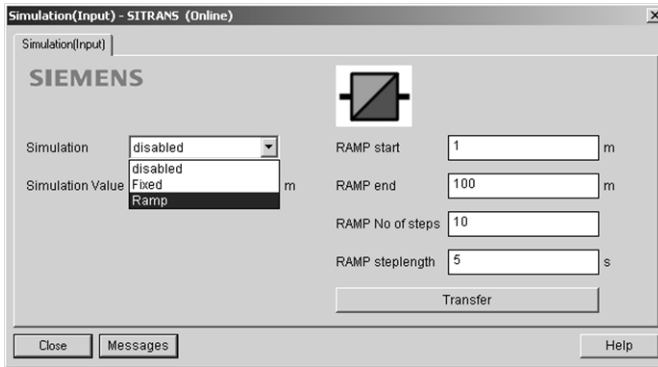 Simulation(Input) - SITRANS (Online)
Simulation(Input)
SIEMENS
Simulation disabled
disabled
Fixed
Ramp
Simulation Value m
RAMP start 1 m
RAMP end 100 m
RAMP No of steps 10
RAMP steplength 5 s
Transfer
Close Messages Help